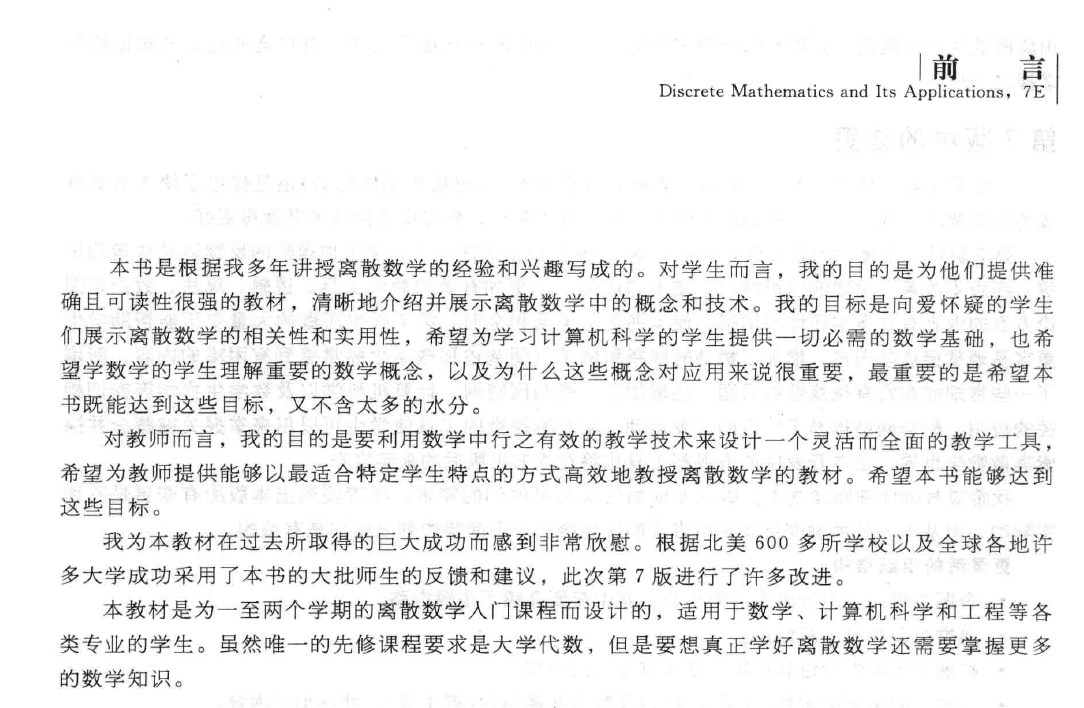 前 言
Discrete Mathematics and Its Applications, 7E
本书是根据我多年讲授离散数学的经验和兴趣写成的。对学生而言，我的目的是为他们提供准
确且可读性很强的教材，清晰地介绍并展示离散数学中的概念和技术。我的目标是向爱怀疑的学生
们展示离散数学的相关性和实用性，希望为学习计算机科学的学生提供一切必需的数学基础，也希
望学数学的学生理解重要的数学概念，以及为什么这些概念对应用来说很重要，最重要的是希望本
书既能达到这些目标，又不含太多的水分。
对教师而言，我的目的是要利用数学中行之有效的教学技术来设计一个灵活而全面的教学工具，
希望为教师提供能够以最适合特定学生特点的方式高效地教授离散数学的教材。希望本书能够达到
这些目标。
我为本教材在过去所取得的巨大成功而感到非常欣慰。根据北美 600 多所学校以及全球各地许
多大学成功采用了本书的大批师生的反馈和建议，此次第 7 版进行了许多改进。
本教材是为一至两个学期的离散数学入门课程而设计的，适用于数学、计算机科学和工程等各
类专业的学生。虽然唯一的先修课程要求是大学代数，但是要想真正学好离散数学还需要掌握更多
的数学知识。